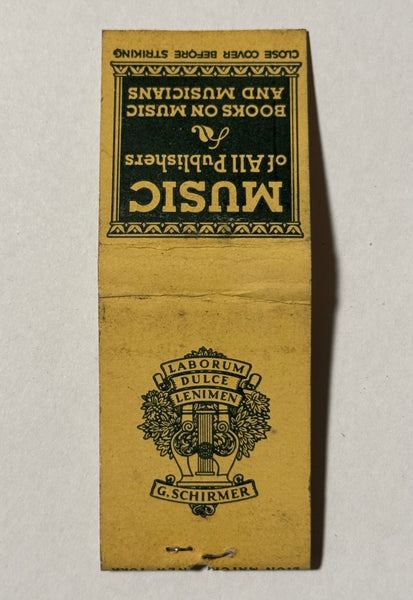 CLOSE COVER BEFORE STRIKING
MUSIC
of All Publishers
BOOKS ON MUSIC
AND MUSICIANS
LABORUM
DULCE
LENIMEN
G. SCHIRMER